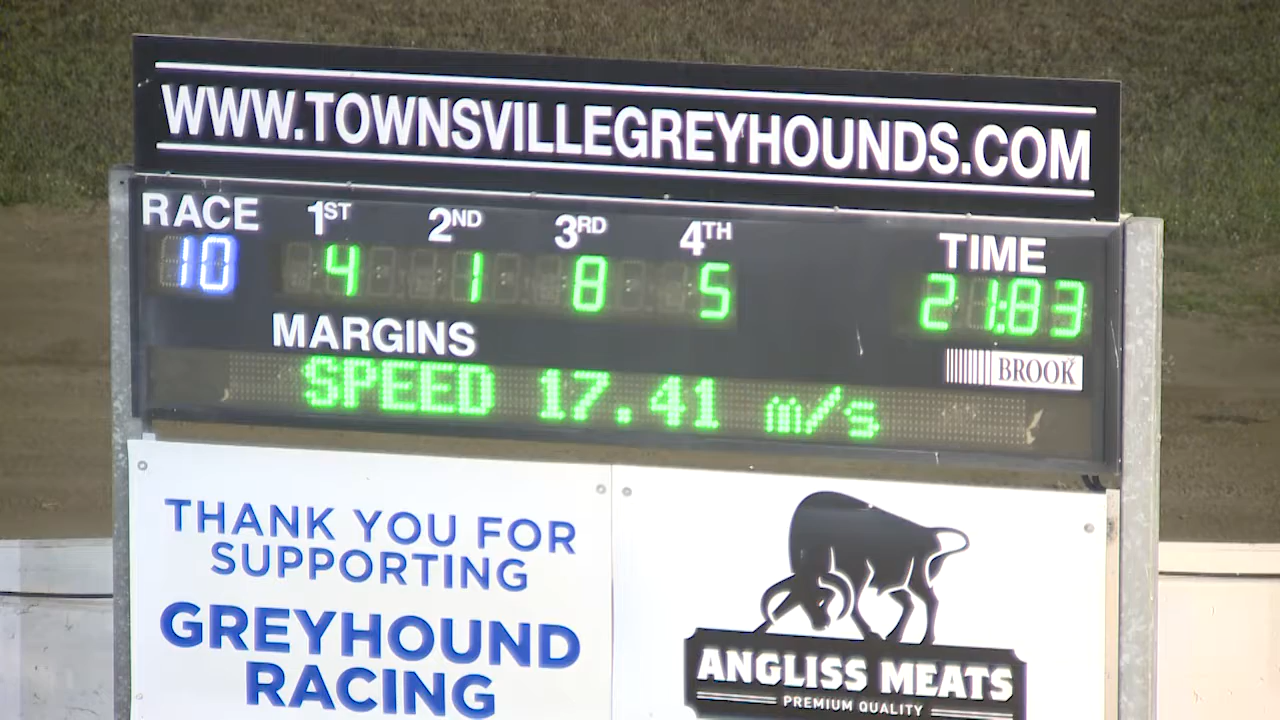 WWW.TOWNSVILLEGREYHOUNDS.COM
RACE 1ST 2ND 3RD 4TH TIME
10 4 1 8 5 21:83
MARGINS
BROOK
SPEED 17.41 m/s
THANK YOU FOR
SUPPORTING
GREYHOUND
RACING
ANGLISS MEATS
PREMIUM QUALITY